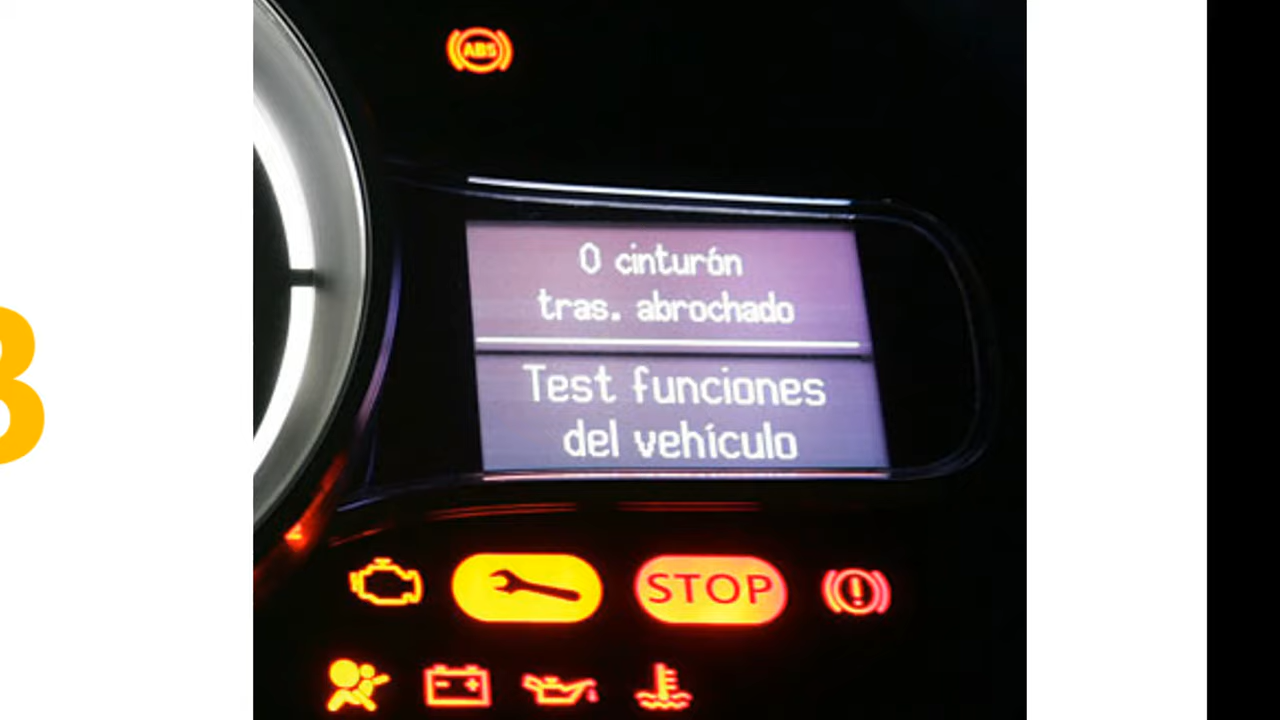 ABS
0 cinturón
tras. abrochado
Test funciones
del vehículo
STOP